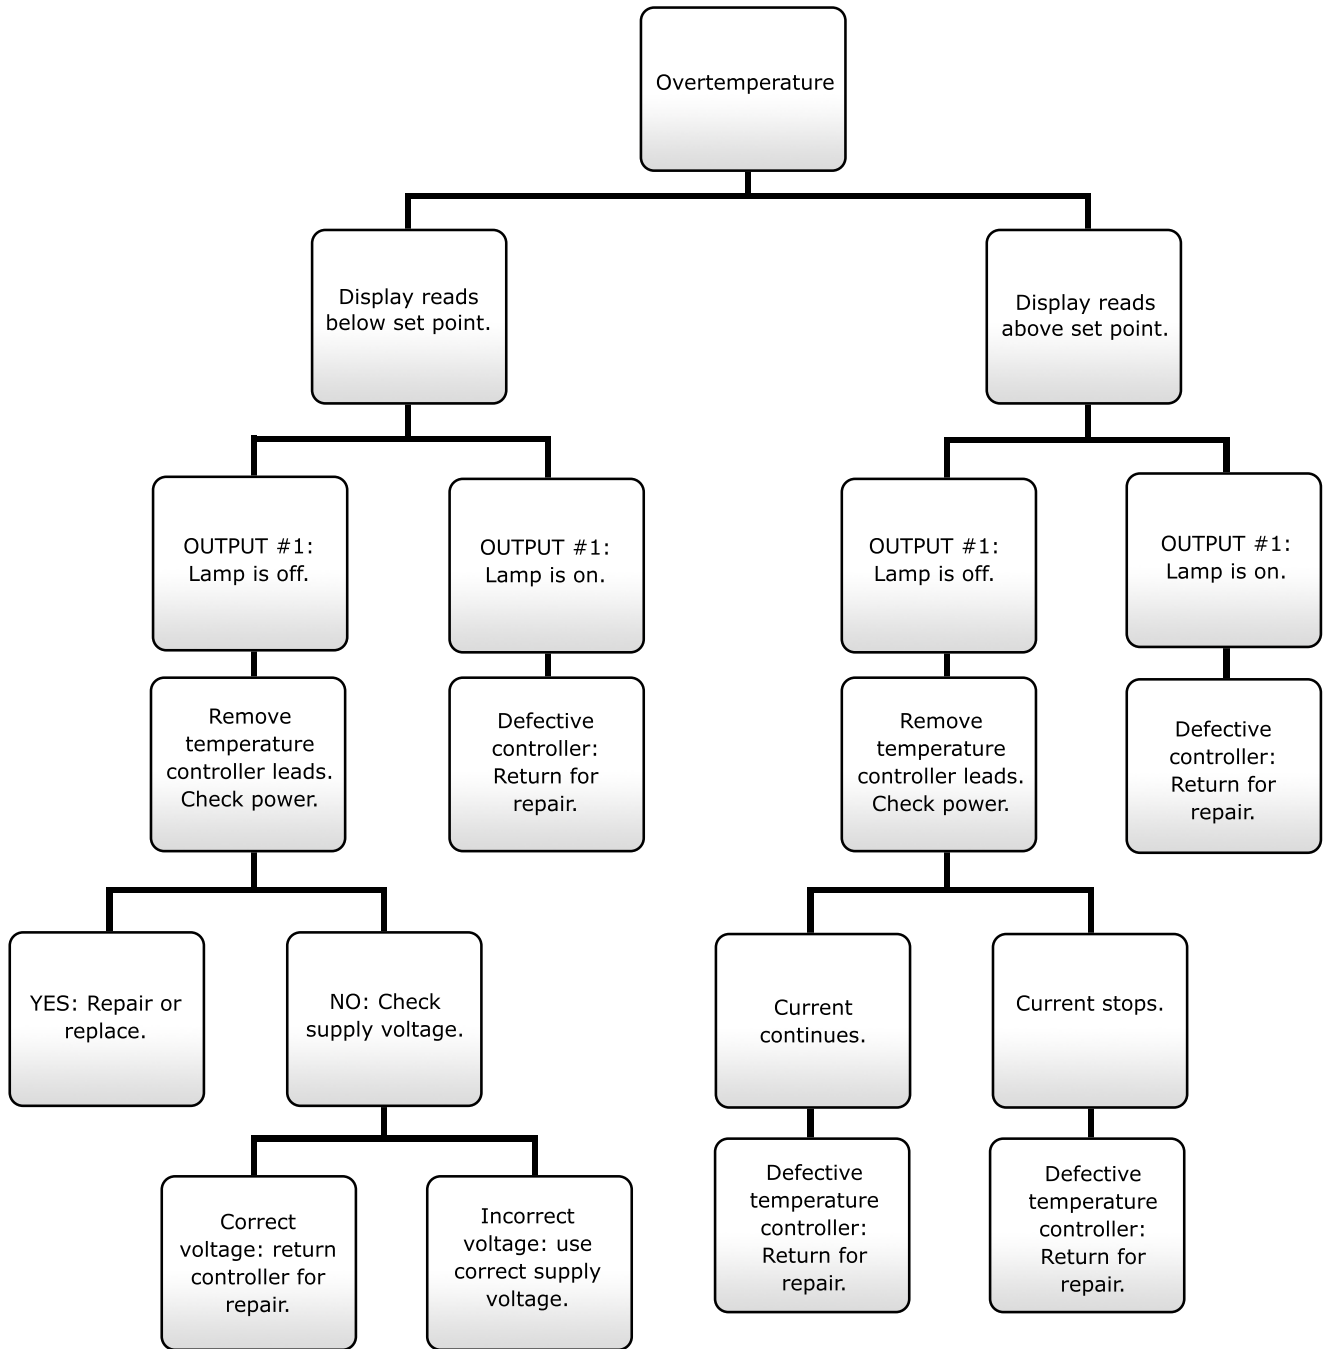 Overtemperature
Display reads
below set point.
Display reads
above set point.
OUTPUT #1:
Lamp is off.
OUTPUT #1:
Lamp is on.
OUTPUT #1:
Lamp is off.
OUTPUT #1:
Lamp is on.
Remove
temperature
controller leads.
Check power.
Defective
controller:
Return for
repair.
Remove
temperature
controller leads.
Check power.
Defective
controller:
Return for
repair.
YES: Repair or
replace.
NO: Check
supply voltage.
Current
continues.
Current stops.
Correct
voltage: return
controller for
repair.
Incorrect
voltage: use
correct supply
voltage.
Defective
temperature
controller:
Return for
repair.
Defective
temperature
controller:
Return for
repair.